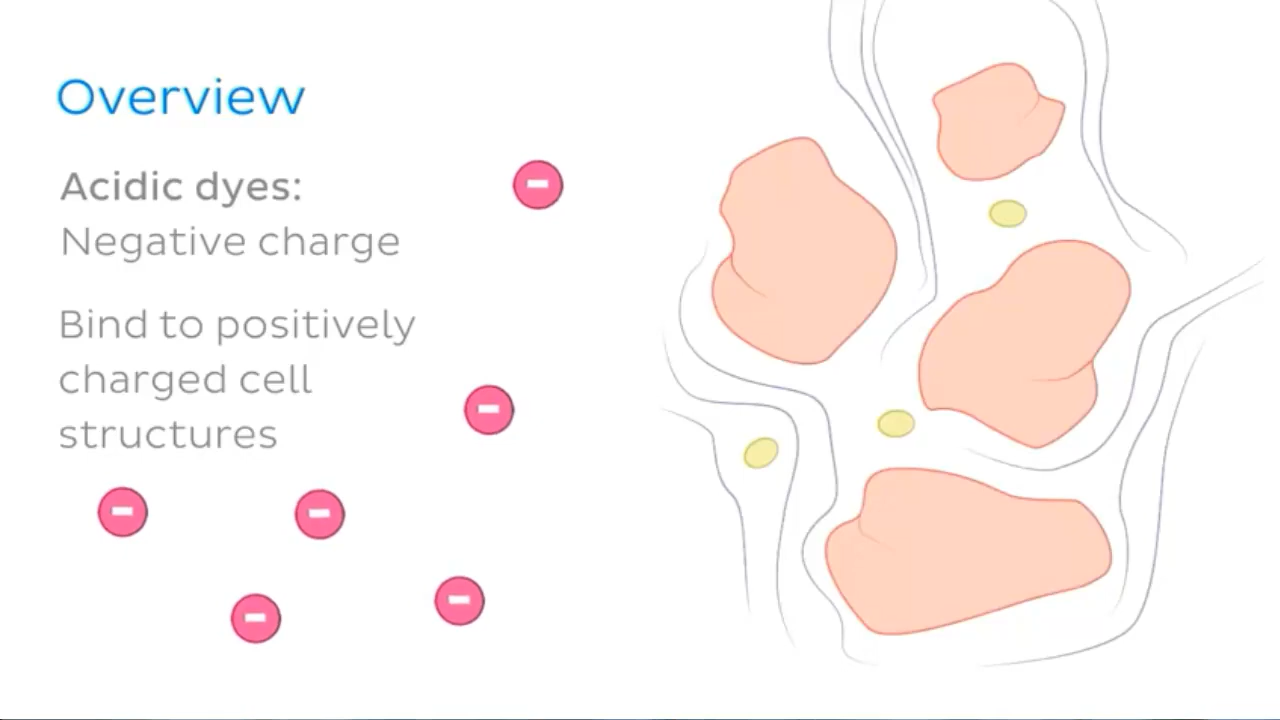 Overview
Acidic dyes:
Negative charge
Bind to positively
charged cell
structures